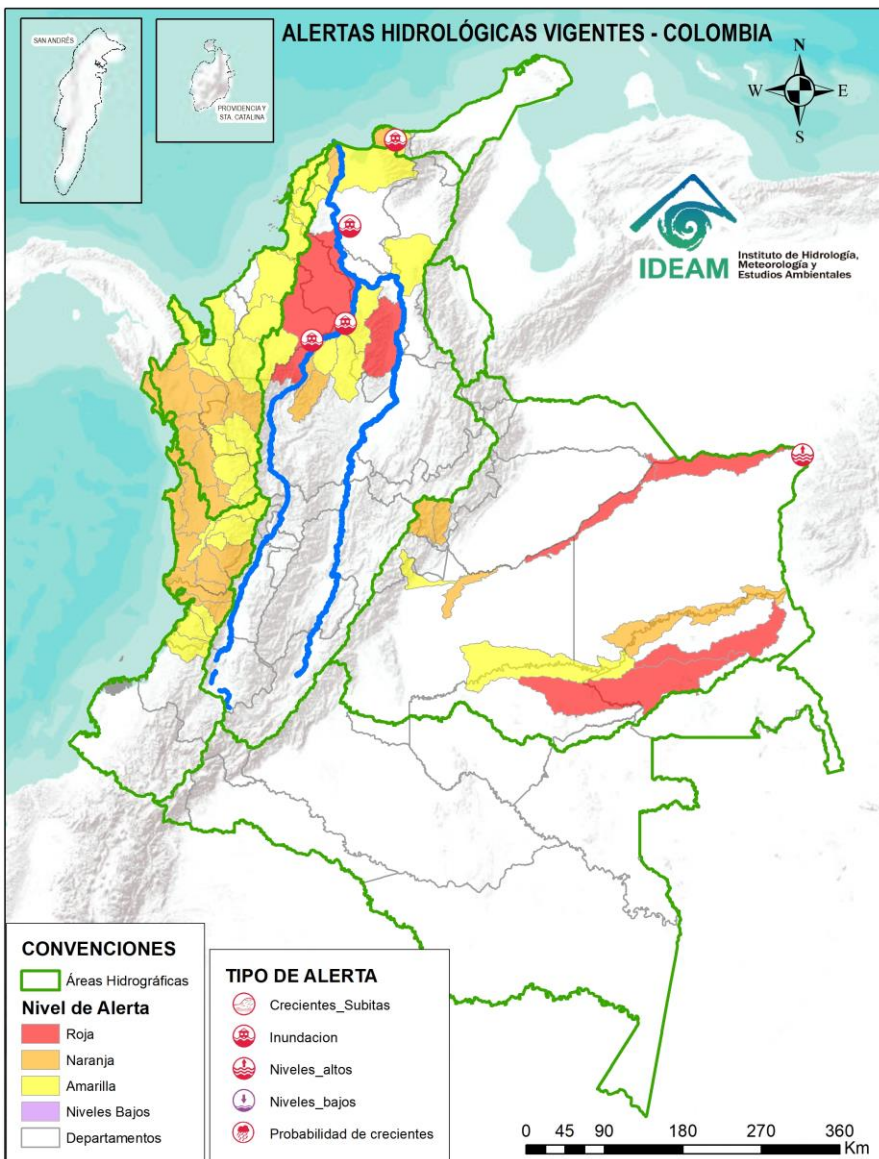 ALERTAS HIDROLÓGICAS VIGENTES - COLOMBIA
SAN ANDRÉS
PROVIDENCIA Y
STA. CATALINA
N
W
E
S
IDEAM
Instituto de Hidrología,
Meteorología y
Estudios Ambientales
CONVENCIONES
Áreas Hidrográficas
Nivel de Alerta
Roja
Naranja
Amarilla
Niveles Bajos
Departamentos
TIPO DE ALERTA
Crecientes_Subitas
Inundacion
Niveles_altos
Niveles_bajos
Probabilidad de crecientes
0 45 90 180 270 360
Km